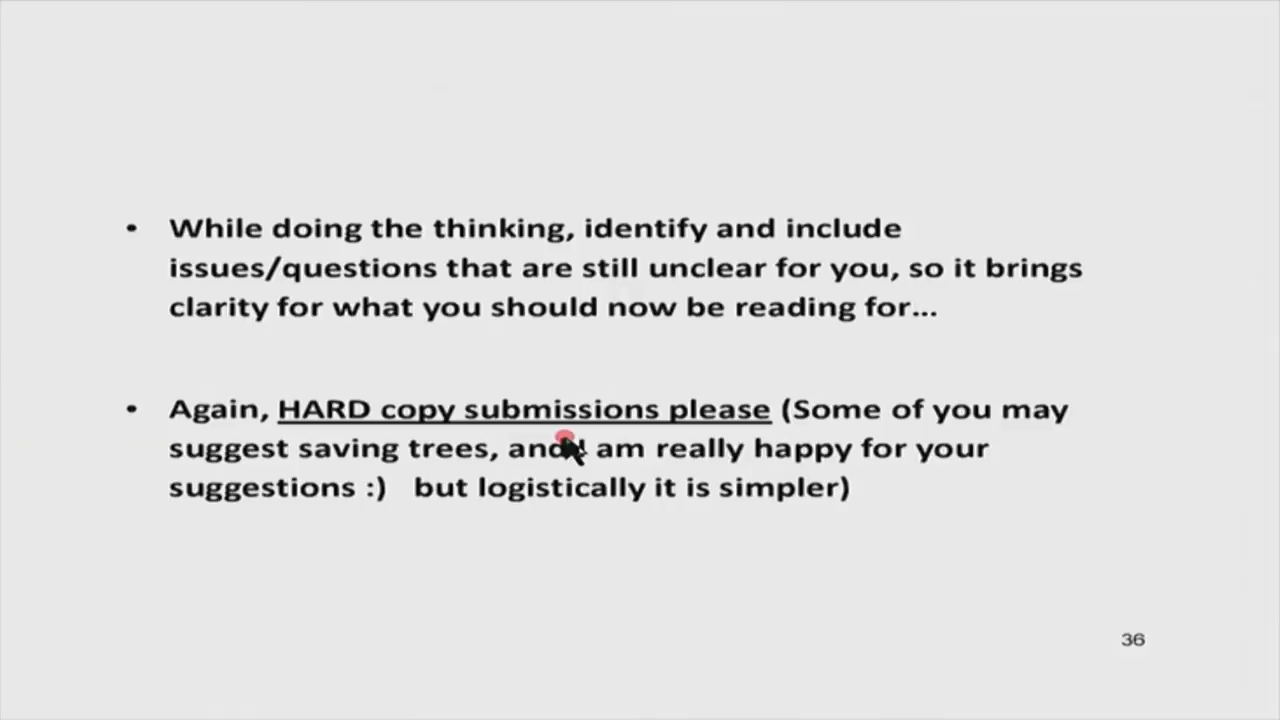 • While doing the thinking, identify and include
issues/questions that are still unclear for you, so it brings
clarity for what you should now be reading for...
• Again, HARD copy submissions please (Some of you may
suggest saving trees, and I am really happy for your
suggestions :) but logistically it is simpler)
36